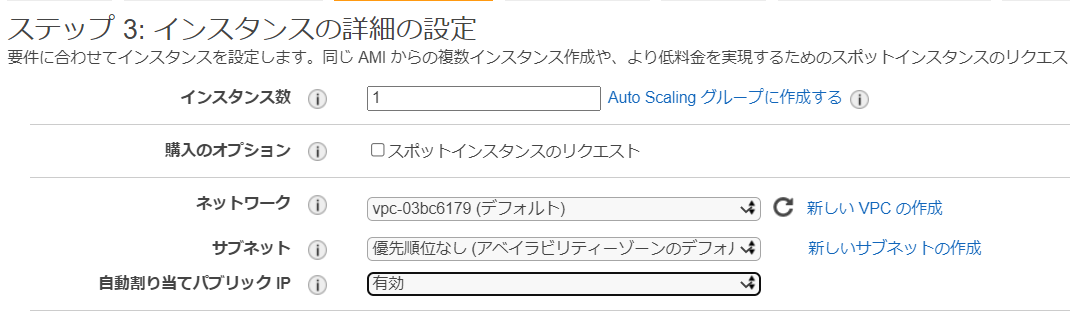 ステップ 3: インスタンスの詳細の設定
要件に合わせてインスタンスを設定します。同じ AMI からの複数インスタンス作成や、より低料金を実現するためのスポットインスタンスのリクエス
インスタンス数 1 Auto Scaling グループに作成する
購入のオプション スポットインスタンスのリクエスト
ネットワーク vpc-03bc6179 (デフォルト) 新しい VPC の作成
サブネット 優先順位なし (アベイラビリティーゾーンのデフォ 新しいサブネットの作成
自動割り当てパブリック IP 有効